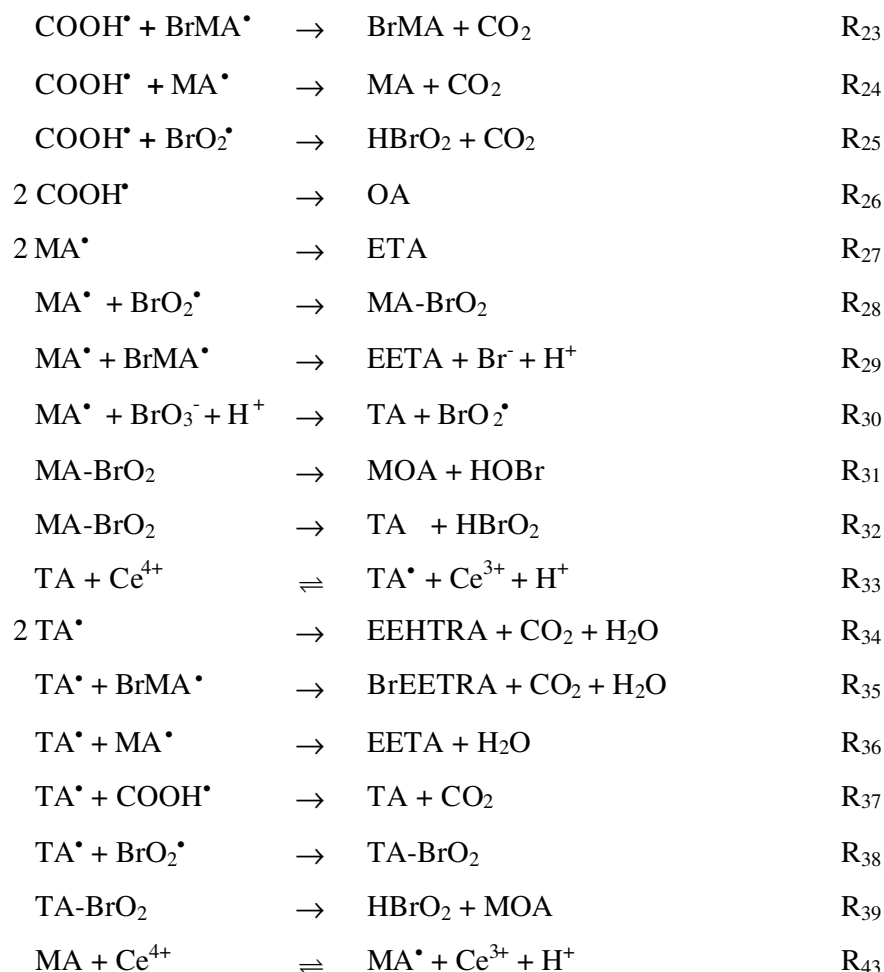 COOH• + BrMA• → BrMA + CO₂ R₂₃
COOH• + MA• → MA + CO₂ R₂₄
COOH• + BrO₂• → HBrO₂ + CO₂ R₂₅
2 COOH• → OA R₂₆
2 MA• → ETA R₂₇
MA• + BrO₂• → MA-BrO₂ R₂₈
MA• + BrMA• → EETA + Br⁻ + H⁺ R₂₉
MA• + BrO₃⁻ + H⁺ → TA + BrO₂• R₃₀
MA-BrO₂ → MOA + HOBr R₃₁
MA-BrO₂ → TA + HBrO₂ R₃₂
TA + Ce⁴⁺ ⇌ TA• + Ce³⁺ + H⁺ R₃₃
2 TA• → EEHTRA + CO₂ + H₂O R₃₄
TA• + BrMA• → BrEETRA + CO₂ + H₂O R₃₅
TA• + MA• → EETA + H₂O R₃₆
TA• + COOH• → TA + CO₂ R₃₇
TA• + BrO₂• → TA-BrO₂ R₃₈
TA-BrO₂ → HBrO₂ + MOA R₃₉
MA + Ce⁴⁺ ⇌ MA• + Ce³⁺ + H⁺ R₄₃